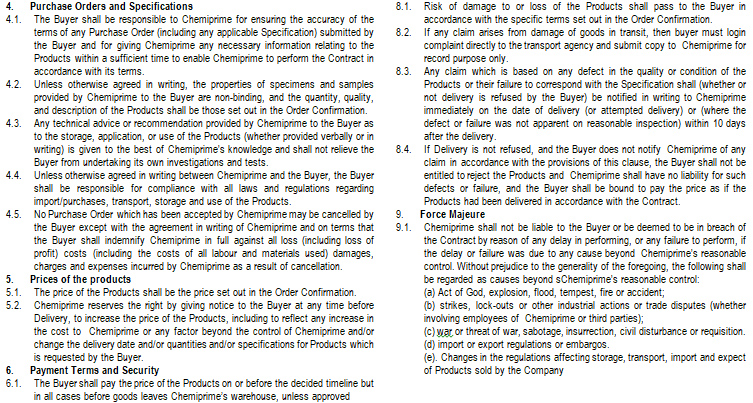 4. Purchase Orders and Specifications
4.1. The Buyer shall be responsible to Chemiprime for ensuring the accuracy of the
terms of any Purchase Order (including any applicable Specification) submitted by
the Buyer and for giving Chemiprime any necessary information relating to the
Products within a sufficient time to enable Chemiprime to perform the Contract in
accordance with its terms.
4.2. Unless otherwise agreed in writing, the properties of specimens and samples
provided by Chemiprime to the Buyer are non-binding, and the quantity, quality,
and description of the Products shall be those set out in the Order Confirmation.
4.3. Any technical advice or recommendation provided by Chemiprime to the Buyer as
to the storage, application, or use of the Products (whether provided verbally or in
writing) is given to the best of Chemiprime's knowledge and shall not relieve the
Buyer from undertaking its own investigations and tests.
4.4. Unless otherwise agreed in writing between Chemiprime and the Buyer, the Buyer
shall be responsible for compliance with all laws and regulations regarding
import/purchases, transport, storage and use of the Products.
4.5. No Purchase Order which has been accepted by Chemiprime may be cancelled by
the Buyer except with the agreement in writing of Chemiprime and on terms that
the Buyer shall indemnify Chemiprime in full against all loss (including loss of
profit) costs (including the costs of all labour and materials used) damages,
charges and expenses incurred by Chemiprime as a result of cancellation.
5. Prices of the products
5.1. The price of the Products shall be the price set out in the Order Confirmation.
5.2. Chemiprime reserves the right by giving notice to the Buyer at any time before
Delivery, to increase the price of the Products, including to reflect any increase in
the cost to Chemiprime or any factor beyond the control of Chemiprime and/or
change the delivery date and/or quantities and/or specifications for Products which
is requested by the Buyer.
6. Payment Terms and Security
6.1. The Buyer shall pay the price of the Products on or before the decided timeline but
in all cases before goods leaves Chemiprime's warehouse, unless approved
8.1. Risk of damage to or loss of the Products shall pass to the Buyer in
accordance with the specific terms set out in the Order Confirmation.
8.2. If any claim arises from damage of goods in transit, then buyer must login
complaint directly to the transport agency and submit copy to Chemiprime for
record purpose only.
8.3. Any claim which is based on any defect in the quality or condition of the
Products or their failure to correspond with the Specification shall (whether or
not delivery is refused by the Buyer) be notified in writing to Chemiprime
immediately on the date of delivery (or attempted delivery) or (where the
defect or failure was not apparent on reasonable inspection) within 10 days
after the delivery.
8.4. If Delivery is not refused, and the Buyer does not notify Chemiprime of any
claim in accordance with the provisions of this clause, the Buyer shall not be
entitled to reject the Products and Chemiprime shall have no liability for such
defects or failure, and the Buyer shall be bound to pay the price as if the
Products had been delivered in accordance with the Contract.
9. Force Majeure
9.1. Chemiprime shall not be liable to the Buyer or be deemed to be in breach of
the Contract by reason of any delay in performing, or any failure to perform, if
the delay or failure was due to any cause beyond Chemiprime's reasonable
control. Without prejudice to the generality of the foregoing, the following shall
be regarded as causes beyond sChemiprime's reasonable control:
(a) Act of God, explosion, flood, tempest, fire or accident;
(b) strikes, lock-outs or other industrial actions or trade disputes (whether
involving employees of Chemiprime or third parties);
(c) war or threat of war, sabotage, insurrection, civil disturbance or requisition.
(d) import or export regulations or embargos.
(e). Changes in the regulations affecting storage, transport, import and expect
of Products sold by the Company